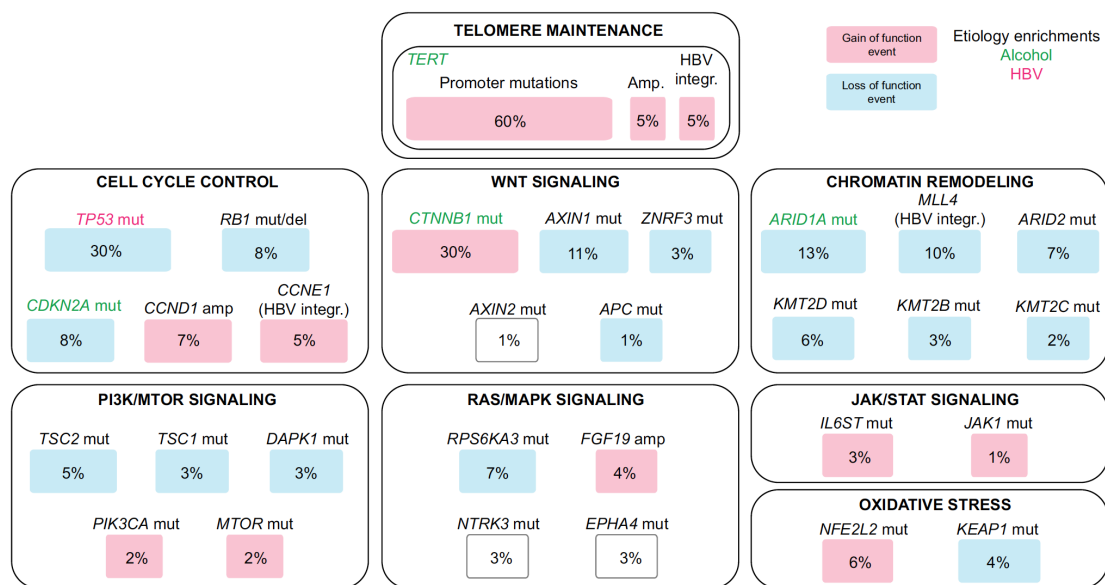 TELOMERE MAINTENANCE
TERT
Promoter mutations
Amp.
HBV
integr.
60%
5%
5%
Gain of function
event
Loss of function
event
Etiology enrichments
Alcohol
HBV
CELL CYCLE CONTROL
TP53 mut
RB1 mut/del
30%
8%
CDKN2A mut
CCND1 amp
CCNE1
(HBV integr.)
8%
7%
5%
WNT SIGNALING
CTNNB1 mut
AXIN1 mut
ZNRF3 mut
30%
11%
3%
AXIN2 mut
APC mut
1%
1%
CHROMATIN REMODELING
ARID1A mut
MLL4
(HBV integr.)
ARID2 mut
13%
10%
7%
KMT2D mut
KMT2B mut
KMT2C mut
6%
3%
2%
PI3K/MTOR SIGNALING
TSC2 mut
TSC1 mut
DAPK1 mut
5%
3%
3%
PIK3CA mut
MTOR mut
2%
2%
RAS/MAPK SIGNALING
RPS6KA3 mut
FGF19 amp
7%
4%
NTRK3 mut
EPHA4 mut
3%
3%
JAK/STAT SIGNALING
IL6ST mut
JAK1 mut
3%
1%
OXIDATIVE STRESS
NFE2L2 mut
KEAP1 mut
6%
4%